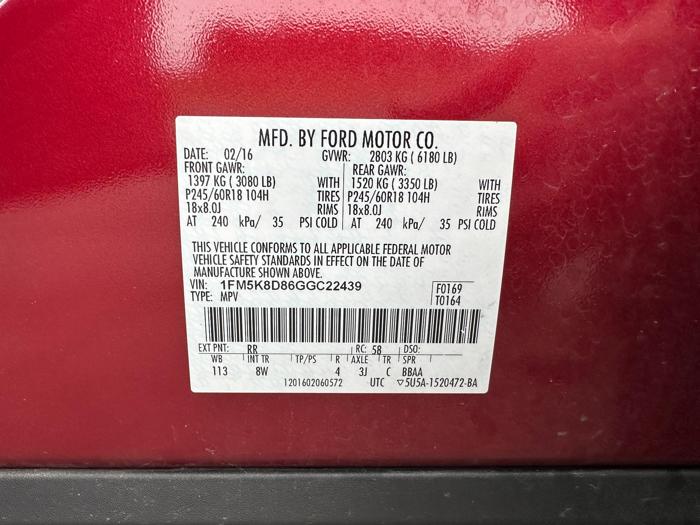 MFD. BY FORD MOTOR CO.
DATE: 02/16 GVWR: 2803 KG ( 6180 LB)
FRONT GAWR: REAR GAWR:
1397 KG ( 3080 LB) WITH 1520 KG ( 3350 LB) WITH
P245/60R18 104H TIRES P245/60R18 104H TIRES
18x8.0J RIMS 18x8.0J RIMS
AT 240 kPa/ 35 PSI COLD AT 240 kPa/ 35 PSI COLD
THIS VEHICLE CONFORMS TO ALL APPLICABLE FEDERAL MOTOR
VEHICLE SAFETY STANDARDS IN EFFECT ON THE DATE OF
MANUFACTURE SHOWN ABOVE.
VIN: 1FM5K8D86GGC22439 F0169
TYPE: MPV T0164
EXT PNT: RR RC: 58 DSO:
WB INT TR TP/PS R AXLE TR SPR
113 8W 4 3J C BBAA
1201602060572 UTC ▽5U5A-1520472-BA